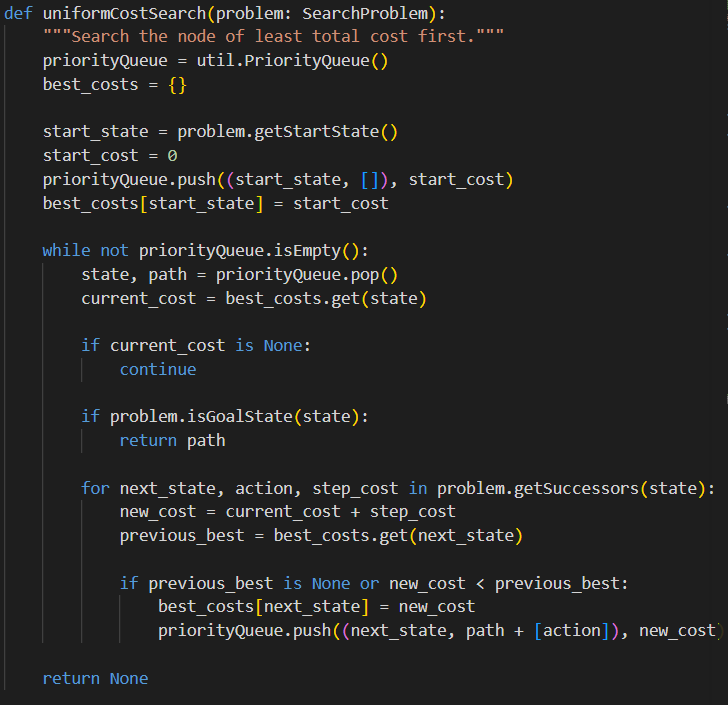 def uniformCostSearch(problem: SearchProblem):
    """Search the node of least total cost first."""
    priorityQueue = util.PriorityQueue()
    best_costs = {}

    start_state = problem.getStartState()
    start_cost = 0
    priorityQueue.push((start_state, []), start_cost)
    best_costs[start_state] = start_cost

    while not priorityQueue.isEmpty():
        state, path = priorityQueue.pop()
        current_cost = best_costs.get(state)

        if current_cost is None:
            continue

        if problem.isGoalState(state):
            return path

        for next_state, action, step_cost in problem.getSuccessors(state):
            new_cost = current_cost + step_cost
            previous_best = best_costs.get(next_state)

            if previous_best is None or new_cost < previous_best:
                best_costs[next_state] = new_cost
                priorityQueue.push((next_state, path + [action]), new_cost)

    return None